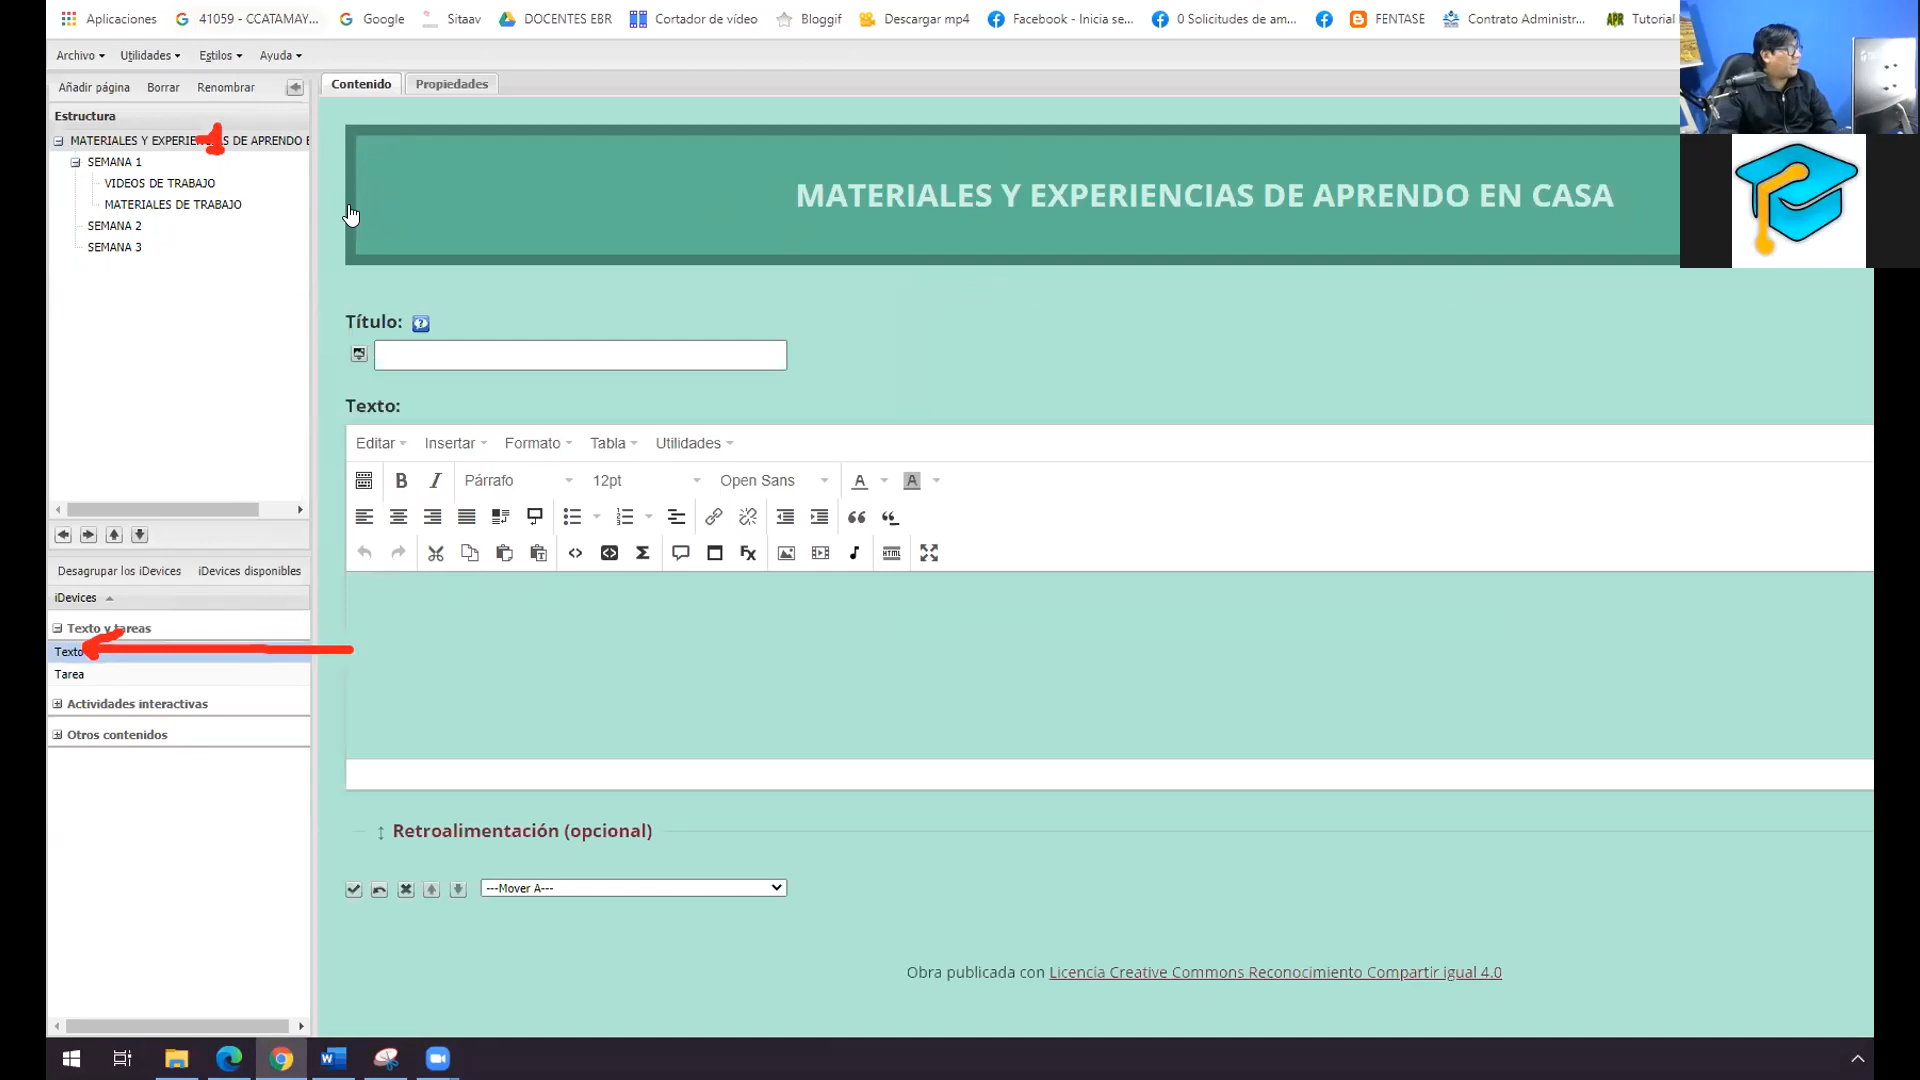 Aplicaciones 41059 - CCATAMAY... Google Sitaav DOCENTES EBR Cortador de vídeo Bloggif Descargar mp4 Facebook - Inicia se... 0 Solicitudes de am... FENTASE Contrato Administr... Tutorial
Archivo Utilidades Estilos Ayuda
Añadir página Borrar Renombrar
Contenido Propiedades
Estructura
MATERIALES Y EXPERIENCIAS DE APRENDO E
SEMANA 1
VIDEOS DE TRABAJO
MATERIALES DE TRABAJO
SEMANA 2
SEMANA 3
MATERIALES Y EXPERIENCIAS DE APRENDO EN CASA
Título:
Texto:
Editar Insertar Formato Tabla Utilidades
Párrafo 12pt Open Sans
Desagrupar los iDevices iDevices disponibles
iDevices
Texto y tareas
Texto
Tarea
Actividades interactivas
Otros contenidos
Retroalimentación (opcional)
---Mover A---
Obra publicada con Licencia Creative Commons Reconocimiento Compartir igual 4.0